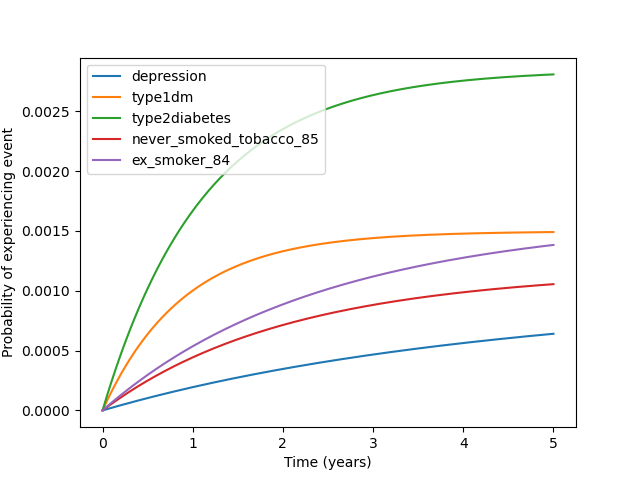 depression
type1dm
type2diabetes
never_smoked_tobacco_85
ex_smoker_84
Probability of experiencing event
0.0025
0.0020
0.0015
0.0010
0.0005
0.0000
0 1 2 3 4 5
Time (years)